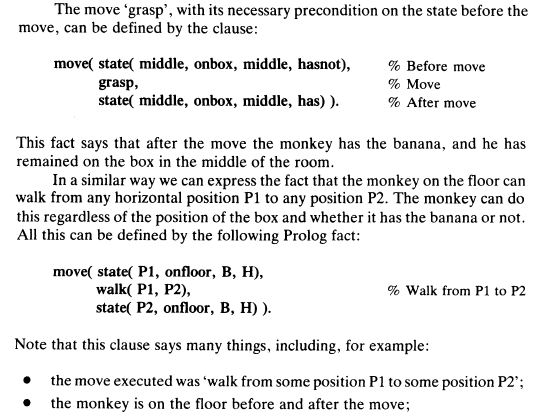 The move ‘grasp’, with its necessary precondition on the state before the
move, can be defined by the clause:
move( state( middle, onbox, middle, hasnot), % Before move
grasp, % Move
state( middle, onbox, middle, has) ). % After move
This fact says that after the move the monkey has the banana, and he has
remained on the box in the middle of the room.
In a similar way we can express the fact that the monkey on the floor can
walk from any horizontal position P1 to any position P2. The monkey can do
this regardless of the position of the box and whether it has the banana or not.
All this can be defined by the following Prolog fact:
move( state( P1, onfloor, B, H),
walk( P1, P2), % Walk from P1 to P2
state( P2, onfloor, B, H) ).
Note that this clause says many things, including, for example:
• the move executed was ‘walk from some position P1 to some position P2’;
• the monkey is on the floor before and after the move;